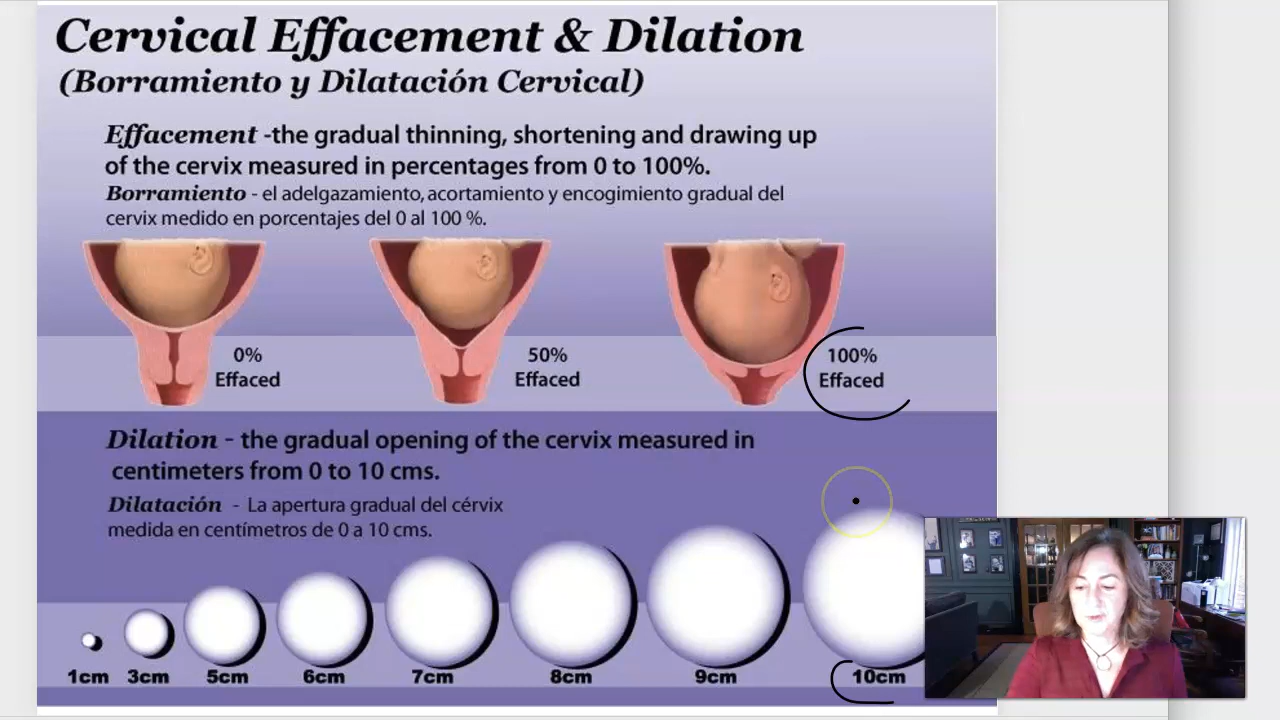 Cervical Effacement & Dilation
(Borramiento y Dilatación Cervical)
Effacement -the gradual thinning, shortening and drawing up
of the cervix measured in percentages from 0 to 100%.
Borramiento - el adelgazamiento, acortamiento y encogimiento gradual del
cervix medido en porcentajes del 0 al 100 %.
0%
Effaced
50%
Effaced
100%
Effaced
Dilation - the gradual opening of the cervix measured in
centimeters from 0 to 10 cms.
Dilatación - La apertura gradual del cérvix
medida en centímetros de 0 a 10 cms.
1cm 3cm 5cm 6cm 7cm 8cm 9cm 10cm